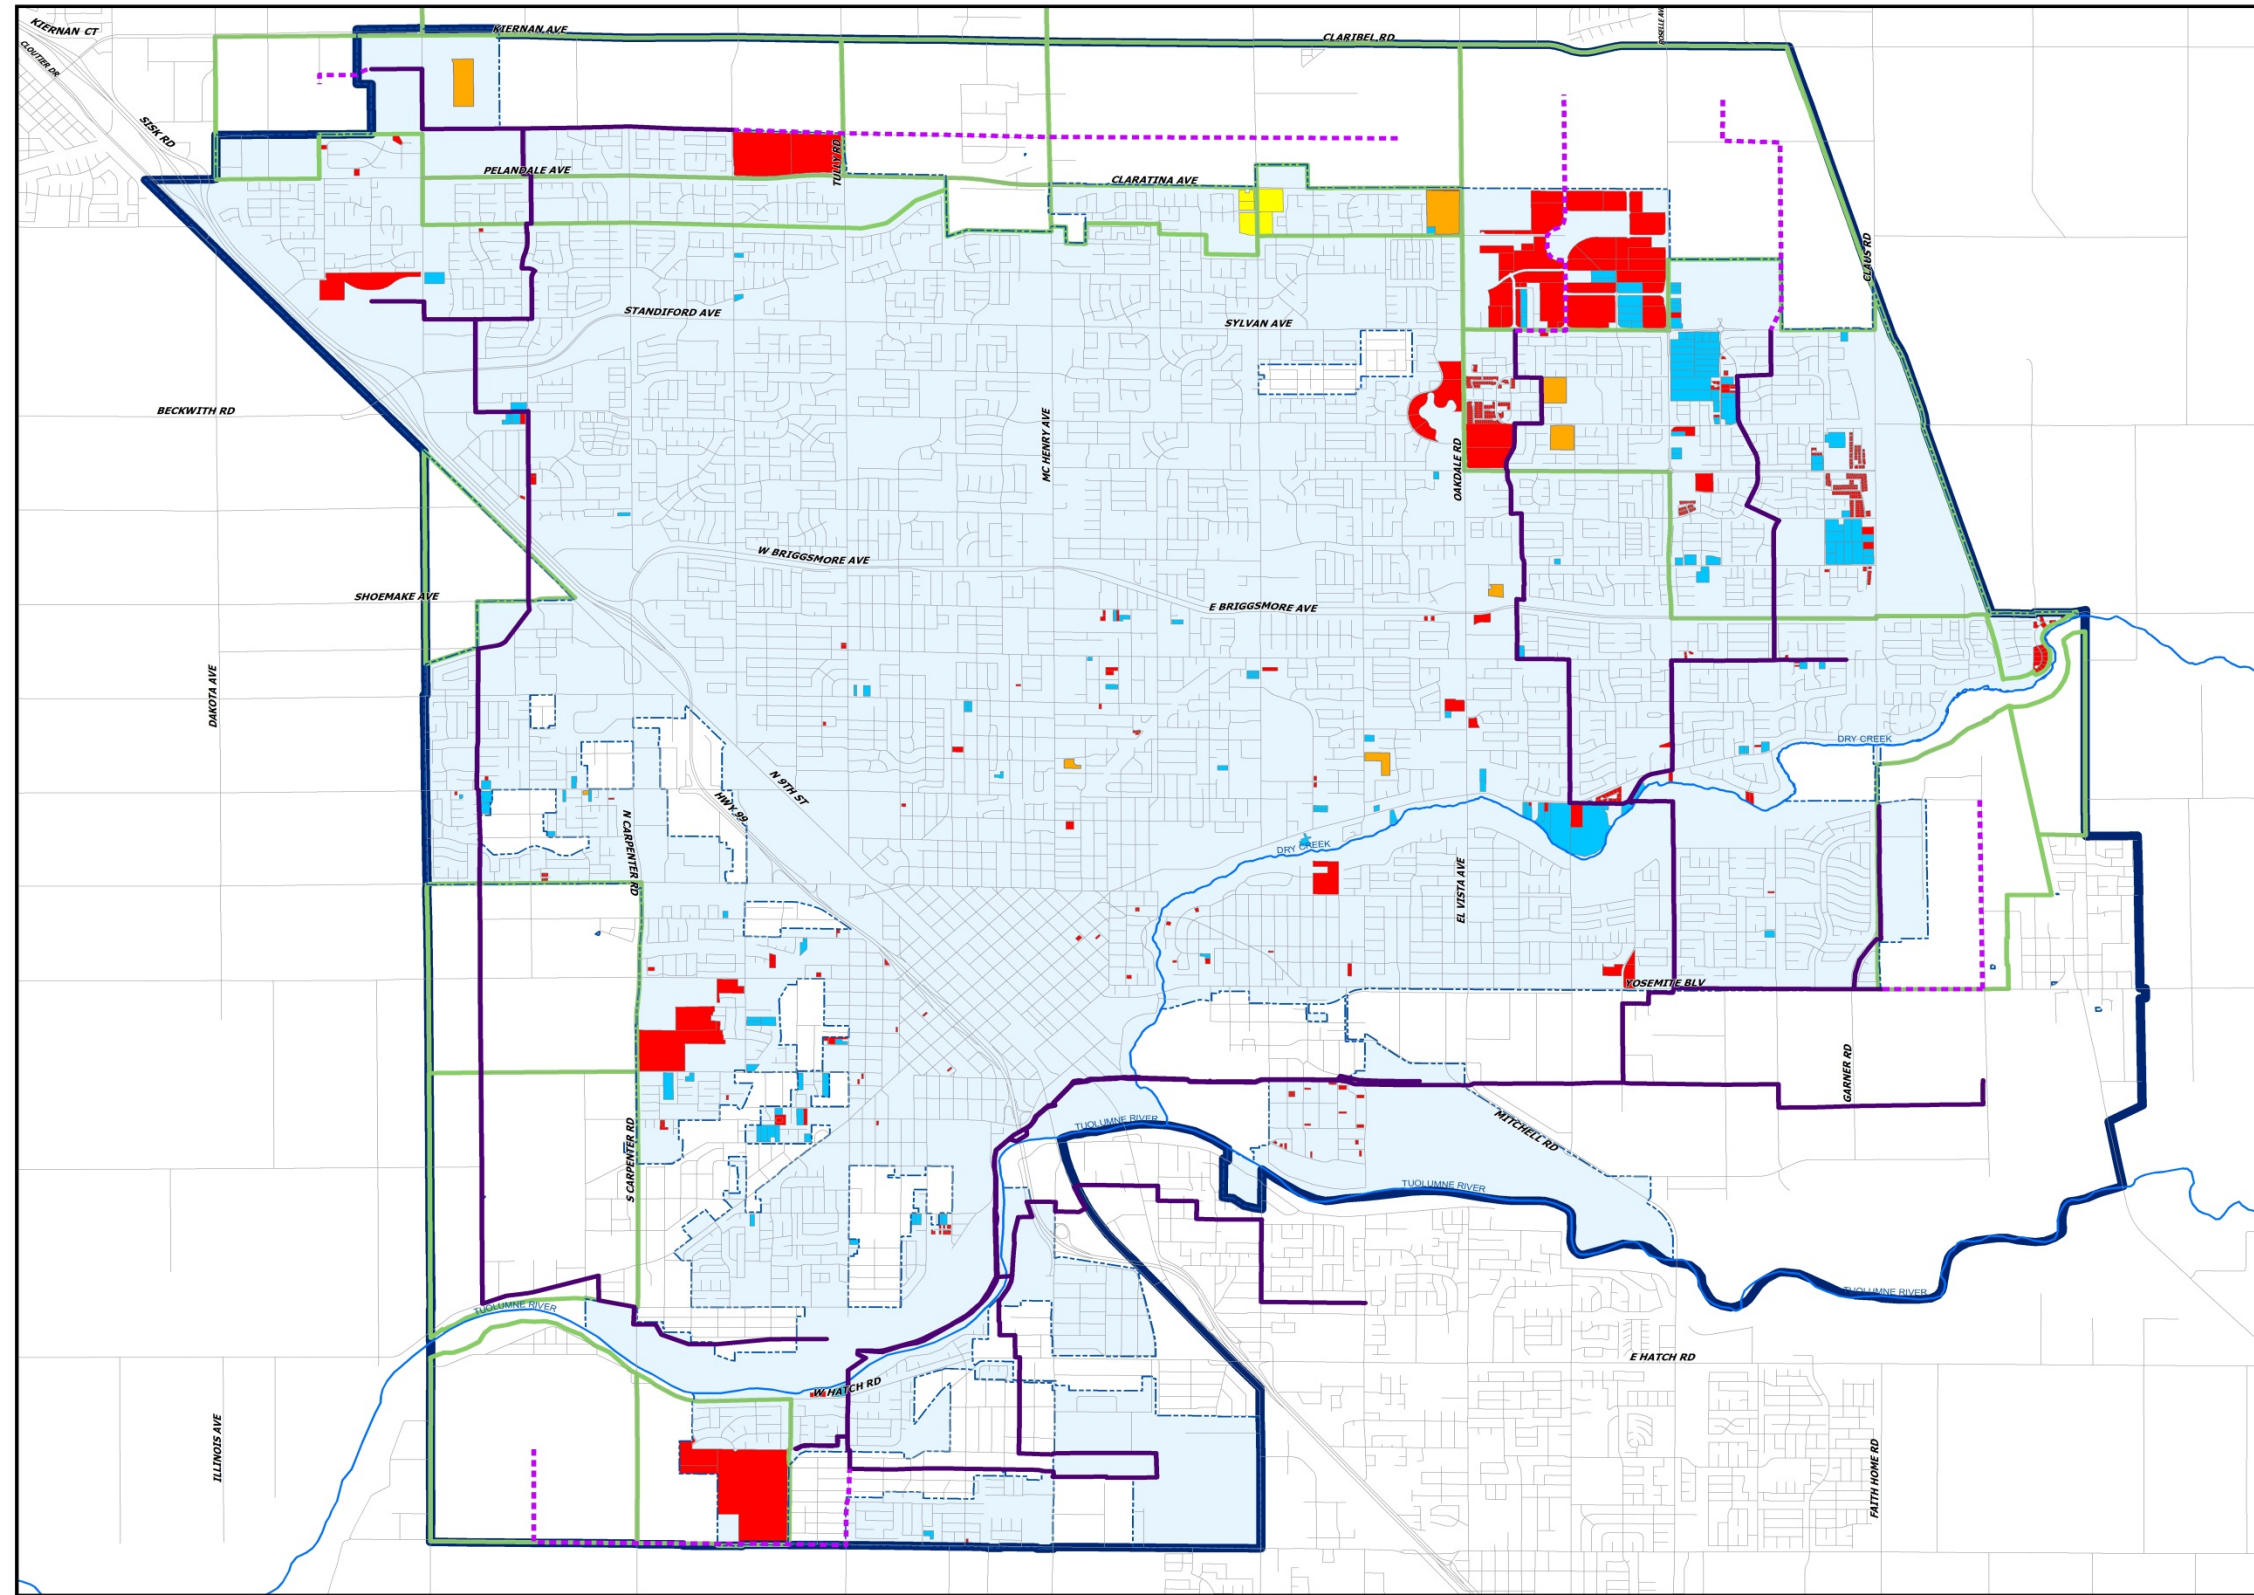 KIERNAN CT
KIERNAN AVE
CLARIBEL RD
ROSELLE AVE
CLOUTIER DR
SISK RD
TULLY RD
PELANDALE AVE
CLARATINA AVE
CLAUS RD
STANDIFORD AVE
SYLVAN AVE
BECKWITH RD
MC HENRY AVE
OAKDALE RD
W BRIGGSMORE AVE
SHOEMAKE AVE
E BRIGGSMORE AVE
DAKOTA AVE
DRY CREEK
N 9TH ST
HWY 99
N CARPENTER RD
DRY CREEK
EL VISTA AVE
YOSEMITE BLV
GARNER RD
S CARPENTER RD
TUOLUMNE RIVER
MITCHELL RD
TUOLUMNE RIVER
TUOLUMNE RIVER
TUOLUMNE RIVER
E HATCH RD
W HATCH RD
ILLINOIS AVE
FAITH HOME RD